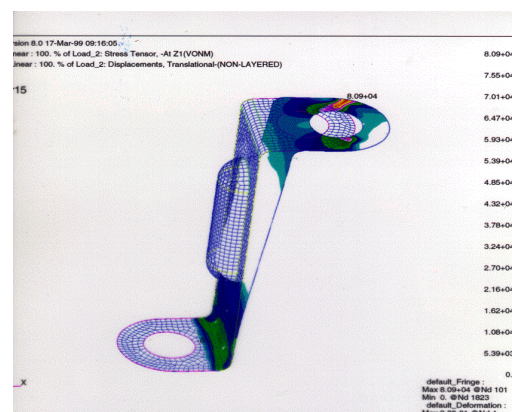 rsion 8.0 17-Mar-99 09:16:05
near : 100. % of Load_2: Stress Tensor, -At Z1(VONM)
inear : 100. % of Load_2: Displacements, Translational-(NON-LAYERED)
15
8.09+04
8.09+04
7.55+04
7.01+04
6.47+04
5.93+04
5.39+04
4.85+04
4.32+04
3.78+04
3.24+04
2.70+04
2.16+04
1.62+04
1.08+04
5.39+03
0.
X
default_Fringe :
Max 8.09+04 @Nd 101
Min 0. @Nd 1823
default_Deformation :